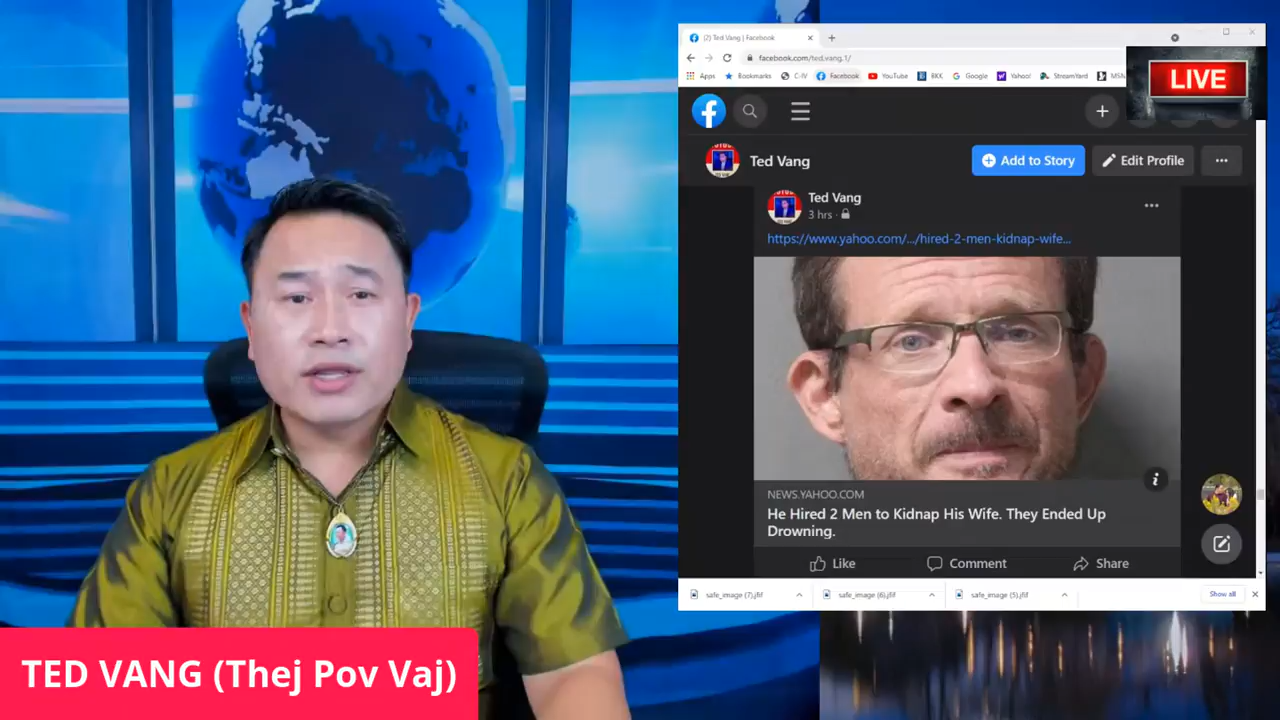 (2) Ted Vang | Facebook
facebook.com/ted.vang.1/
Apps Bookmarks C-IV Facebook YouTube BKK Google Yahoo! StreamYard
LIVE
Ted Vang
Add to Story
Edit Profile
Ted Vang
3 hrs
https://www.yahoo.com/.../hired-2-men-kidnap-wife...
NEWS.YAHOO.COM
He Hired 2 Men to Kidnap His Wife. They Ended Up
Drowning.
Like Comment Share
safe_image (7).jfif safe_image (6).jfif safe_image (5).jfif Show all
TED VANG (Thej Pov Vaj)